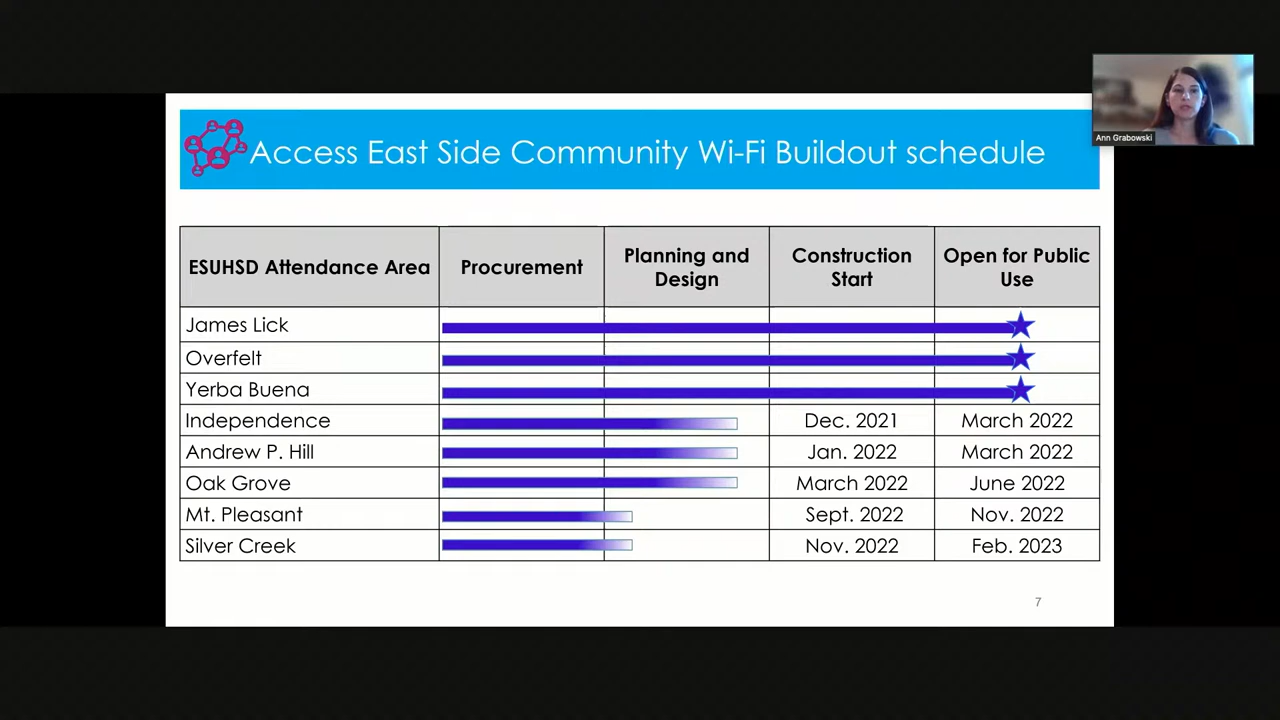 Ann Grabowski
Access East Side Community Wi-Fi Buildout schedule
ESUHSD Attendance Area Procurement Planning and Design Construction Start Open for Public Use
James Lick
Overfelt
Yerba Buena
Independence Dec. 2021 March 2022
Andrew P. Hill Jan. 2022 March 2022
Oak Grove March 2022 June 2022
Mt. Pleasant Sept. 2022 Nov. 2022
Silver Creek Nov. 2022 Feb. 2023
7